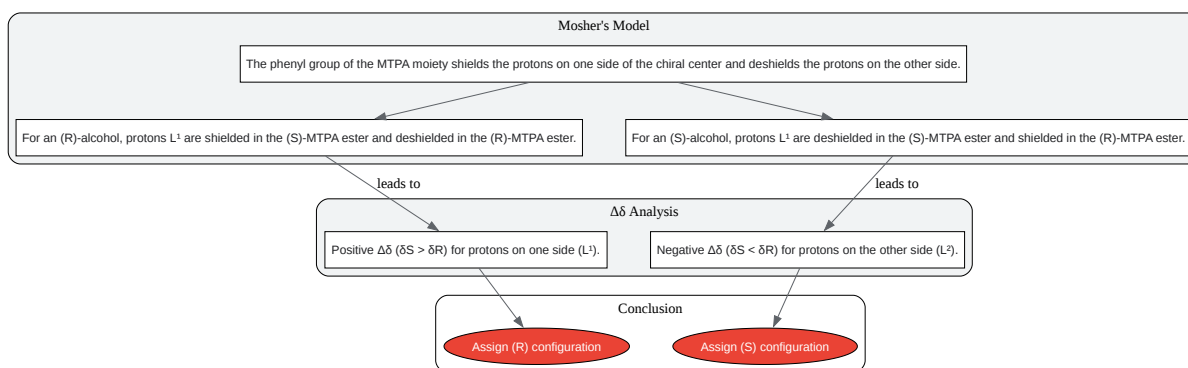 Mosher's Model
The phenyl group of the MTPA moiety shields the protons on one side of the chiral center and deshields the protons on the other side.
For an (R)-alcohol, protons L¹ are shielded in the (S)-MTPA ester and deshielded in the (R)-MTPA ester.
For an (S)-alcohol, protons L¹ are deshielded in the (S)-MTPA ester and shielded in the (R)-MTPA ester.
leads to
leads to
Δδ Analysis
Positive Δδ (δS > δR) for protons on one side (L¹).
Negative Δδ (δS < δR) for protons on the other side (L²).
Conclusion
Assign (R) configuration
Assign (S) configuration